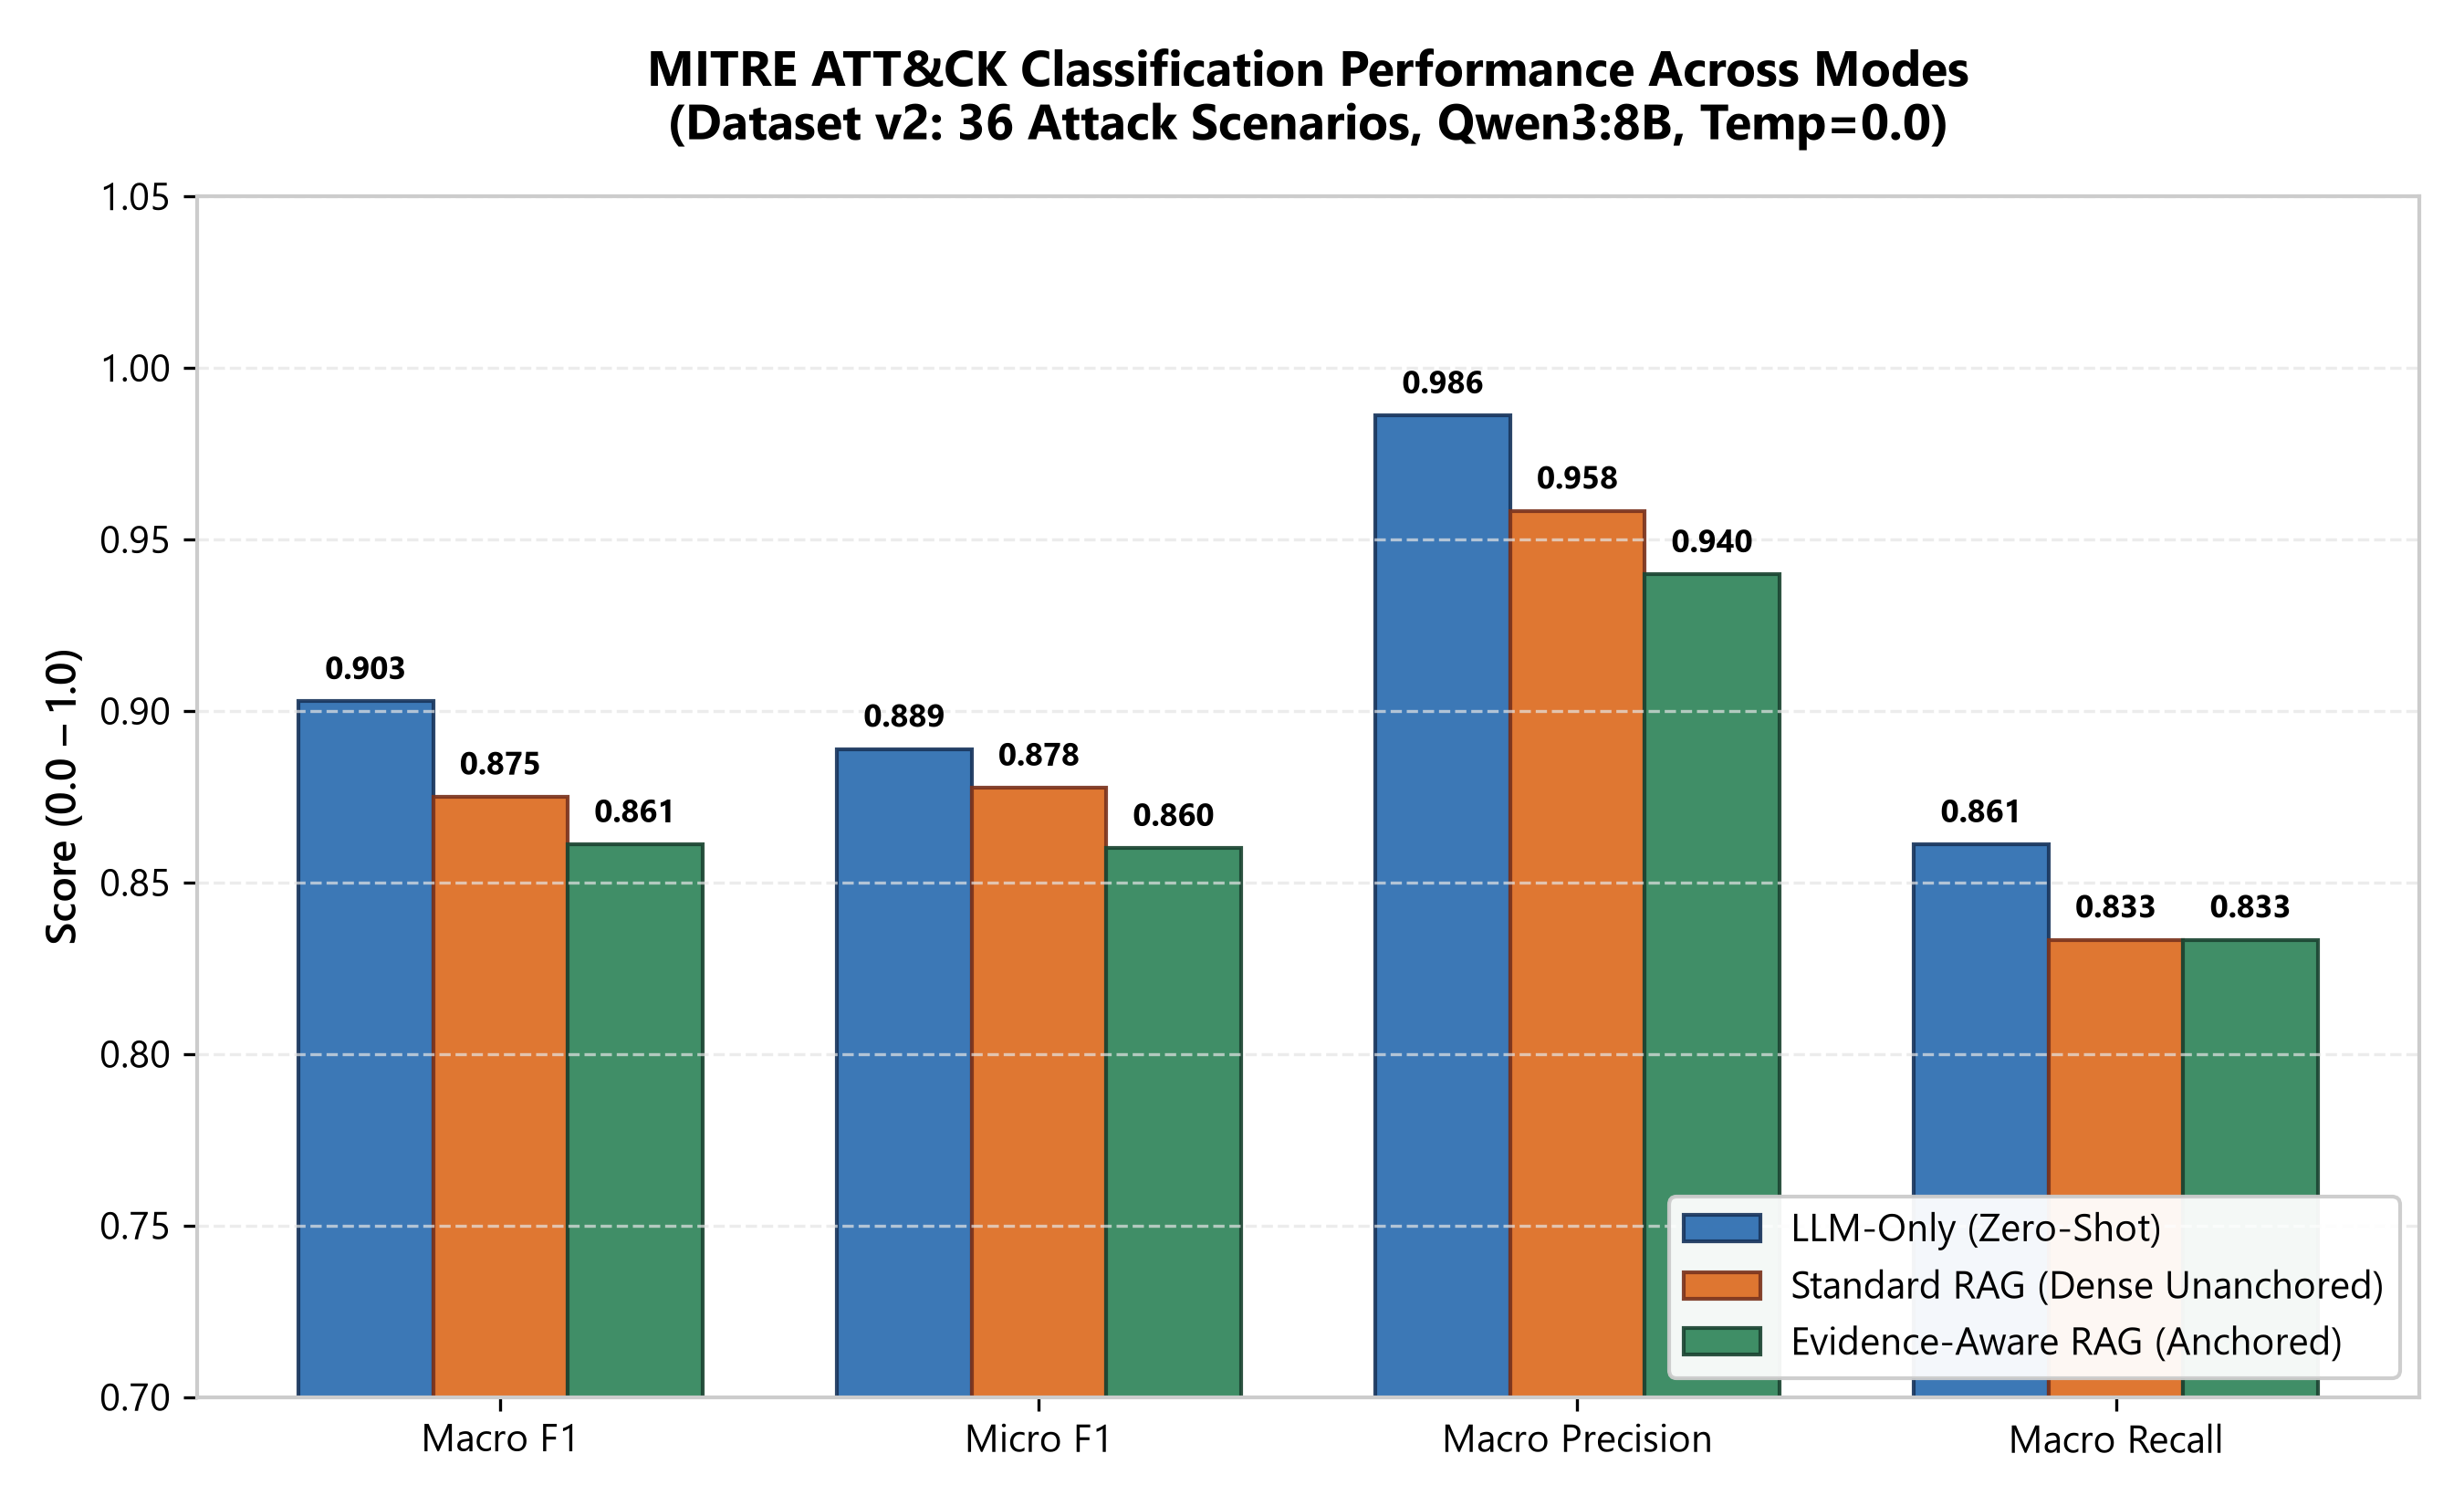 MITRE ATT&CK Classification Performance Across Modes
(Dataset v2: 36 Attack Scenarios, Qwen3:8B, Temp=0.0)
Score (0.0 – 1.0)
1.05
1.00
0.95
0.90
0.85
0.80
0.75
0.70
0.903
0.875
0.861
0.889
0.878
0.860
0.986
0.958
0.940
0.861
0.833
0.833
LLM-Only (Zero-Shot)
Standard RAG (Dense Unanchored)
Evidence-Aware RAG (Anchored)
Macro F1
Micro F1
Macro Precision
Macro Recall